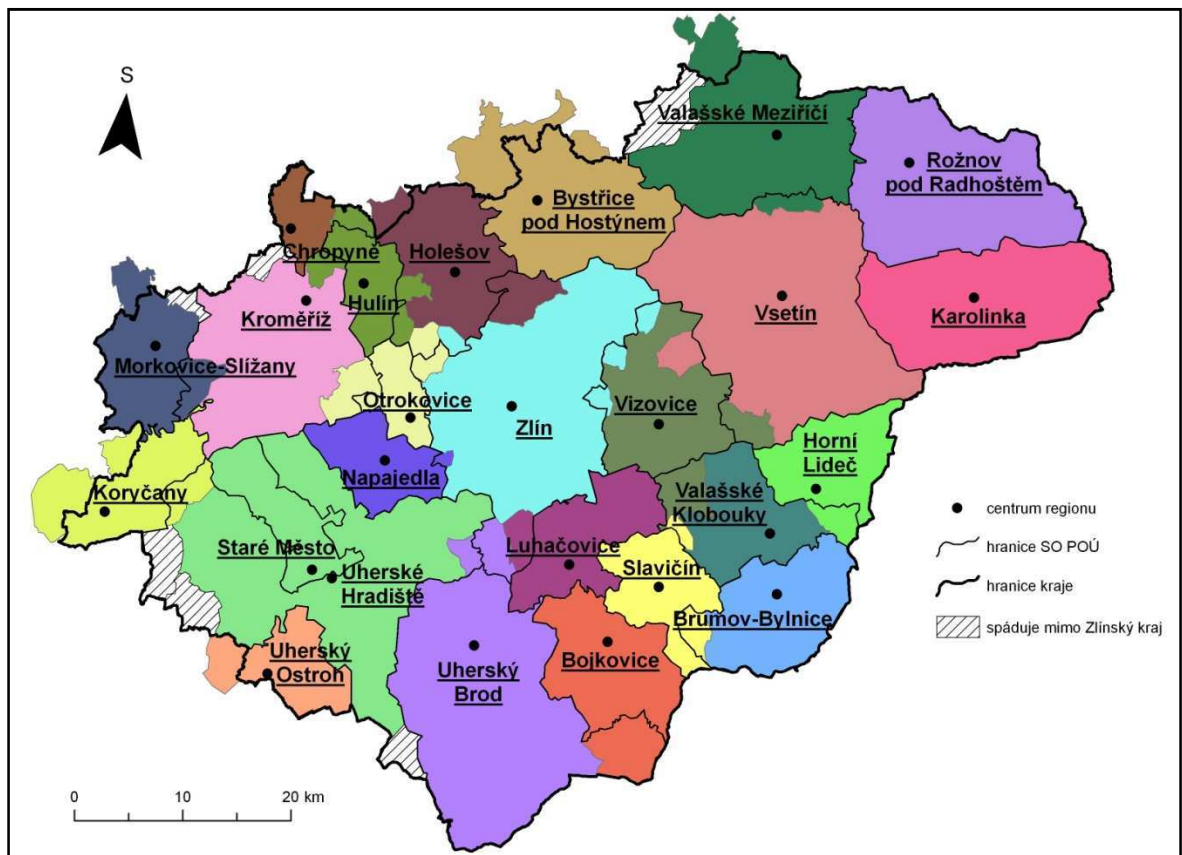 S
Valašské Meziříčí
Rožnov
pod Radhoštěm
Bystřice
pod Hostýnem
Chropyně
Holešov
Hulín
Kroměříž
Vsetín
Karolinka
Morkovice-Slížany
Otrokovice
Zlín
Vizovice
Horní
Lideč
Napajedla
Koryčany
Valašské
Klobouky
Staré Město
Uherské
Hradiště
Luhačovice
Slavičín
Brumov-Bylnice
Uherský
Ostroh
Uherský
Brod
Bojkovice
centrum regionu
hranice SO POÚ
hranice kraje
spáduje mimo Zlínský kraj
0 10 20 km